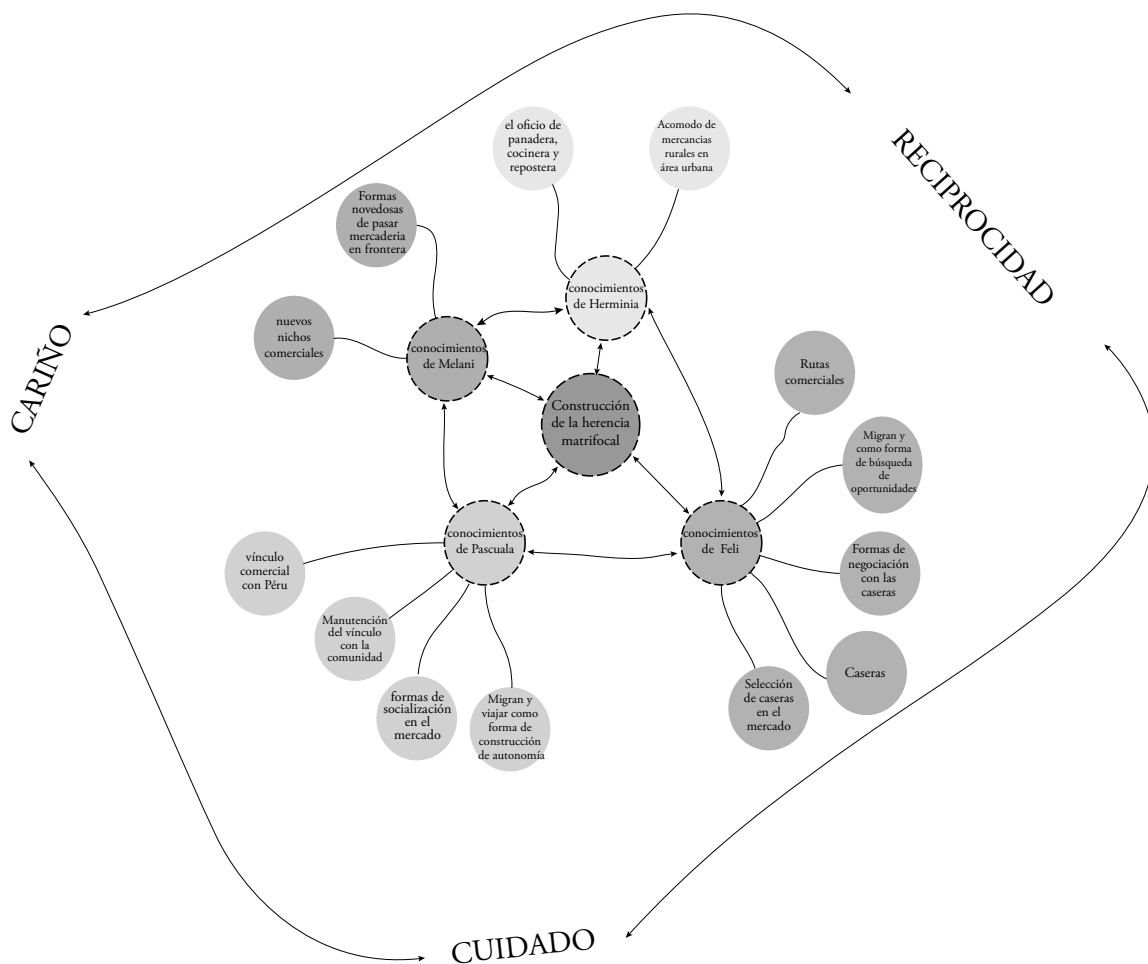 el oficio de
panadera,
cocinera y
repostera
Acomodo de
mercancias
rurales en
área urbana
RECIPROCIDAD
Formas
novedosas
de pasar
mercaderia
en frontera
conocimientos
de Herminia
nuevos
nichos
comerciales
conocimientos
de Melani
CARIÑO
Rutas
comerciales
Construcción
de la herencia
matrifocal
Migran y
como forma
de búsqueda
de
oportunidades
conocimientos
de Pascuala
conocimientos
de Feli
vínculo
comercial
con Péru
Formas de
negociación
con las
caseras
Manutención
del vínculo
con la
comunidad
Caseras
formas de
socialización
en el
mercado
Migran y
viajar como
forma de
construcción
de autonomía
Selección
de caseras
en el
mercado
CUIDADO